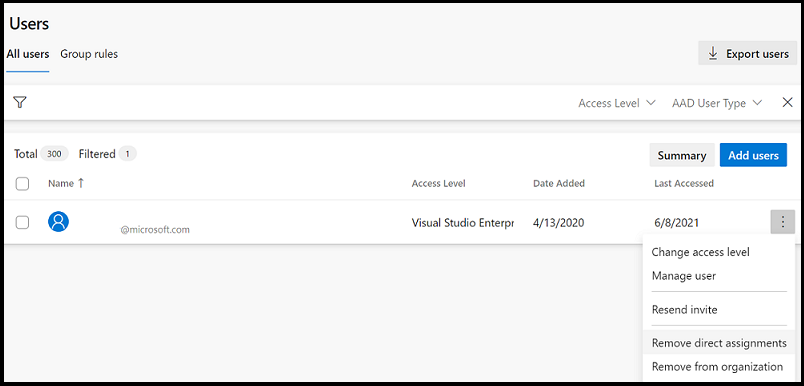 Users
All users Group rules
Export users
Access Level AAD User Type
Total 300 Filtered 1
Summary Add users
Name Access Level Date Added Last Accessed
@microsoft.com Visual Studio Enterpr 4/13/2020 6/8/2021
Change access level
Manage user
Resend invite
Remove direct assignments
Remove from organization